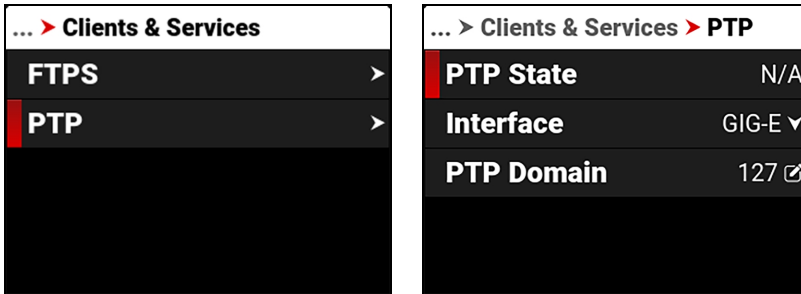 ... > Clients & Services
FTPS >
PTP >
... > Clients & Services > PTP
PTP State N/A
Interface GIG-E
PTP Domain 127